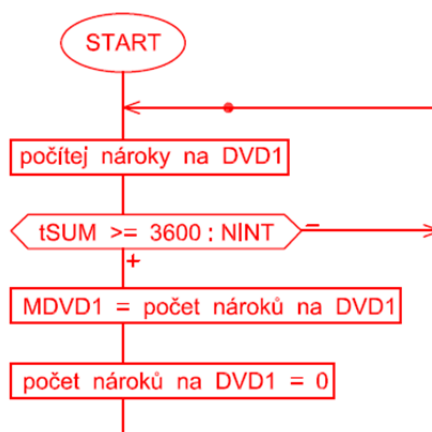 START
počítej nároky na DVD1
tSUM >= 3600 : NINT
–
+
MDVD1 = počet nároků na DVD1
počet nároků na DVD1 = 0